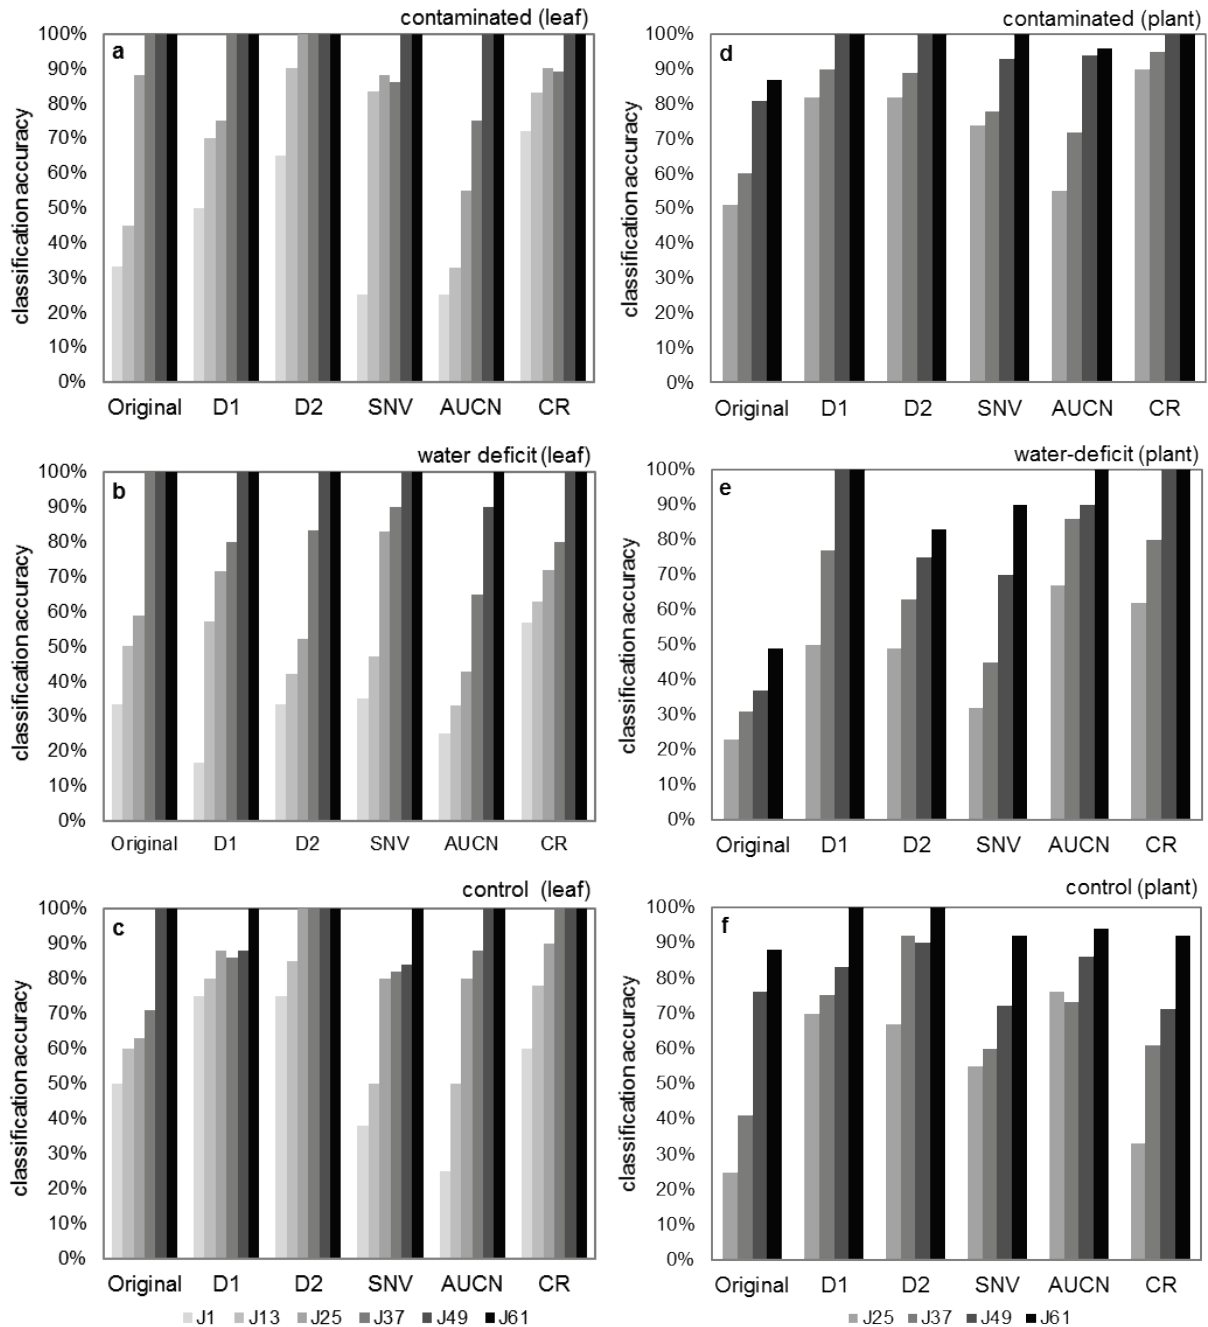 contaminated (leaf)
a
classification accuracy
100%
90%
80%
70%
60%
50%
40%
30%
20%
10%
0%
Original D1 D2 SNV AUCN CR
contaminated (plant)
d
classification accuracy
100%
90%
80%
70%
60%
50%
40%
30%
20%
10%
0%
Original D1 D2 SNV AUCN CR
water deficit (leaf)
b
classification accuracy
100%
90%
80%
70%
60%
50%
40%
30%
20%
10%
0%
Original D1 D2 SNV AUCN CR
water-deficit (plant)
e
classification accuracy
100%
90%
80%
70%
60%
50%
40%
30%
20%
10%
0%
Original D1 D2 SNV AUCN CR
control (leaf)
c
classification accuracy
100%
90%
80%
70%
60%
50%
40%
30%
20%
10%
0%
Original D1 D2 SNV AUCN CR
J1 J13 J25 J37 J49 J61
control (plant)
f
classification accuracy
100%
90%
80%
70%
60%
50%
40%
30%
20%
10%
0%
Original D1 D2 SNV AUCN CR
J25 J37 J49 J61